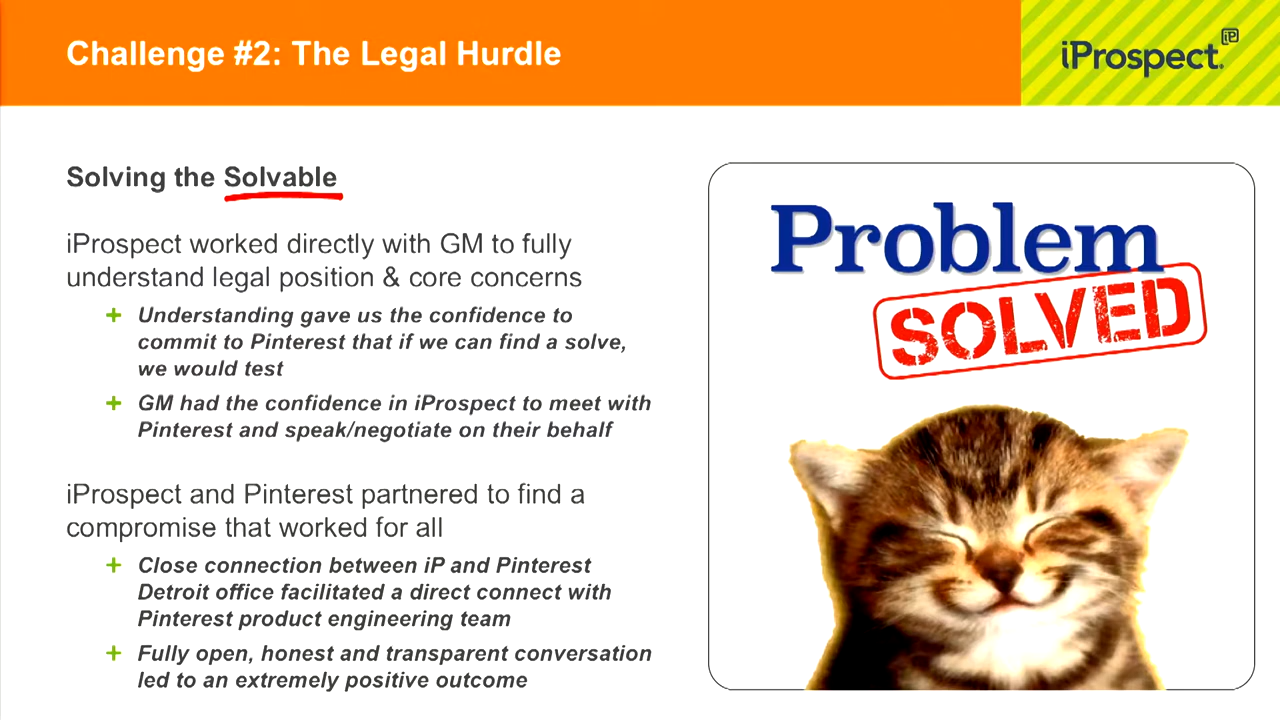 Challenge #2: The Legal Hurdle
iProspect.
iP
Solving the Solvable
iProspect worked directly with GM to fully
understand legal position & core concerns
+ Understanding gave us the confidence to
commit to Pinterest that if we can find a solve,
we would test
+ GM had the confidence in iProspect to meet with
Pinterest and speak/negotiate on their behalf
iProspect and Pinterest partnered to find a
compromise that worked for all
+ Close connection between iP and Pinterest
Detroit office facilitated a direct connect with
Pinterest product engineering team
+ Fully open, honest and transparent conversation
led to an extremely positive outcome
Problem
SOLVED